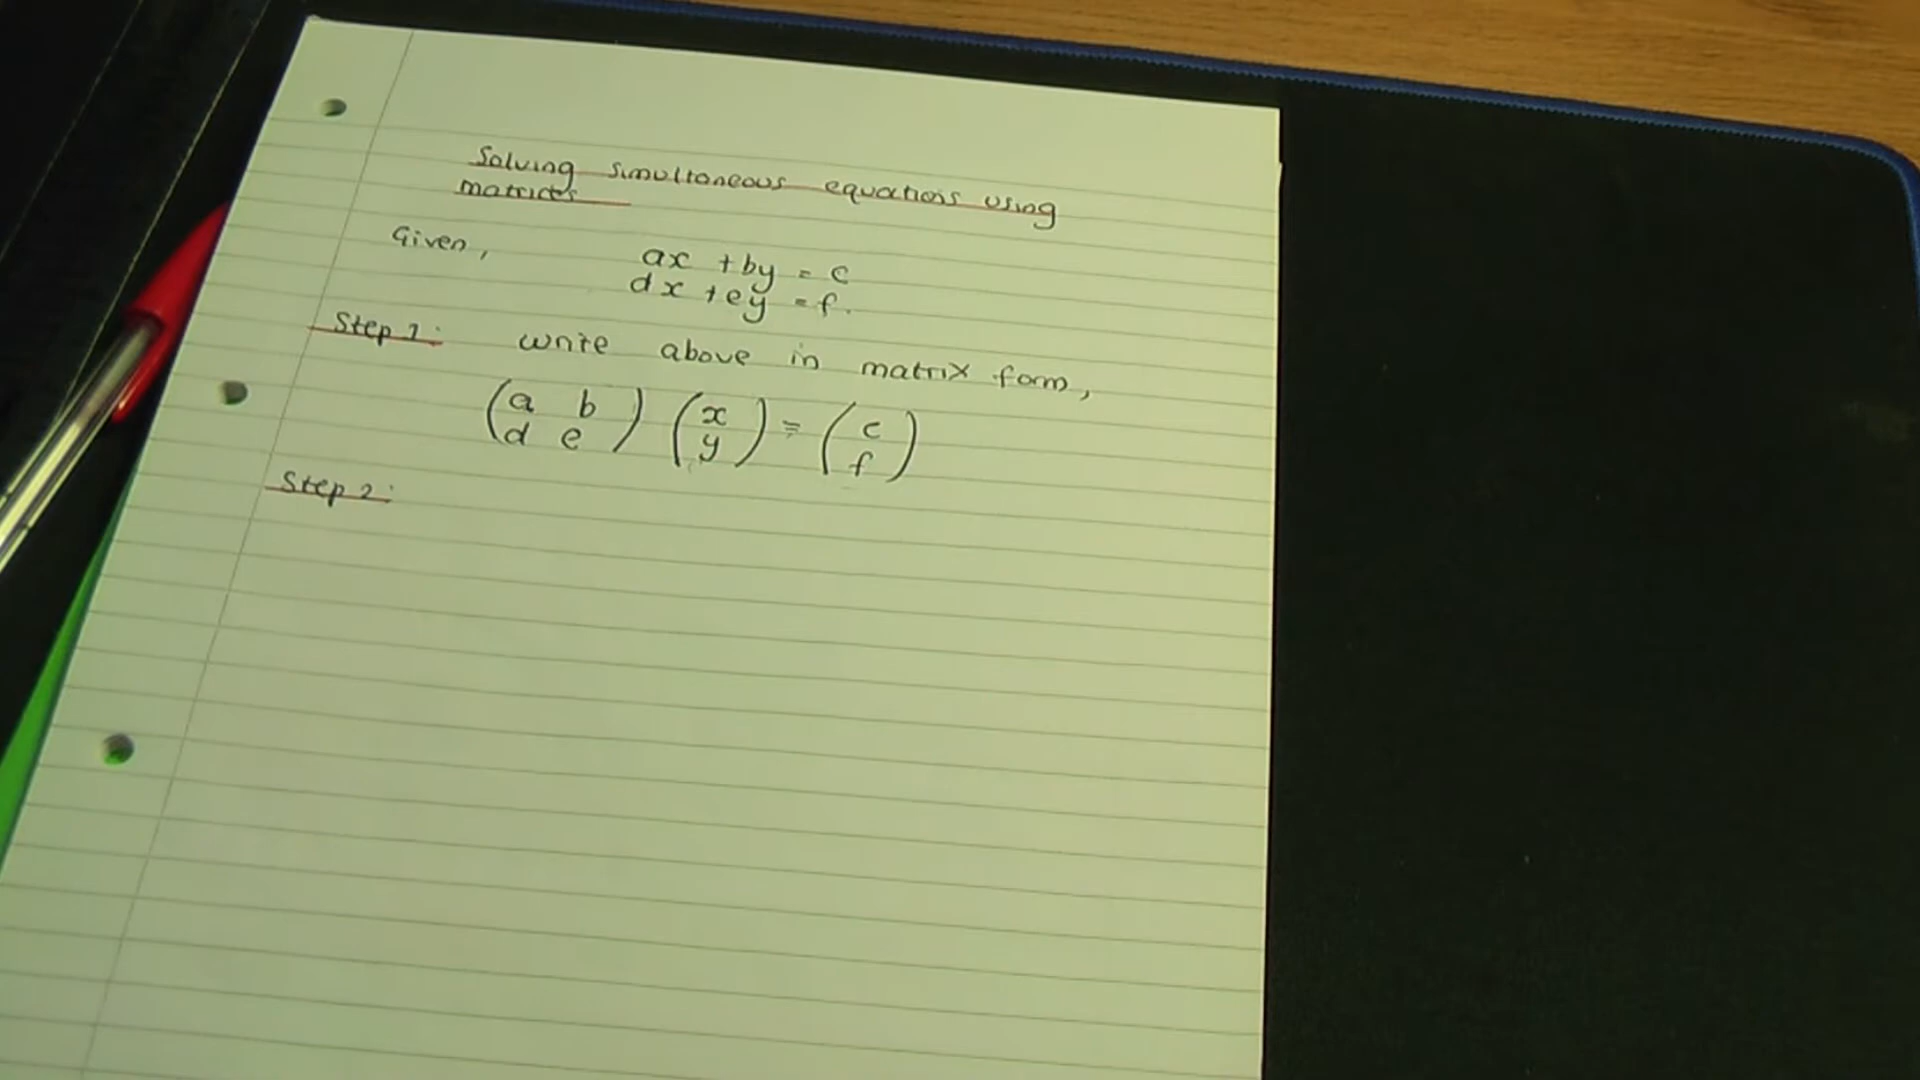 Solving simultaneous equations using
matrices
Given,
ax + by = c
dx + ey = f.
Step 1: write above in matrix form,
(a b) (x) = (c)
(d e) (y) (f)
Step 2: